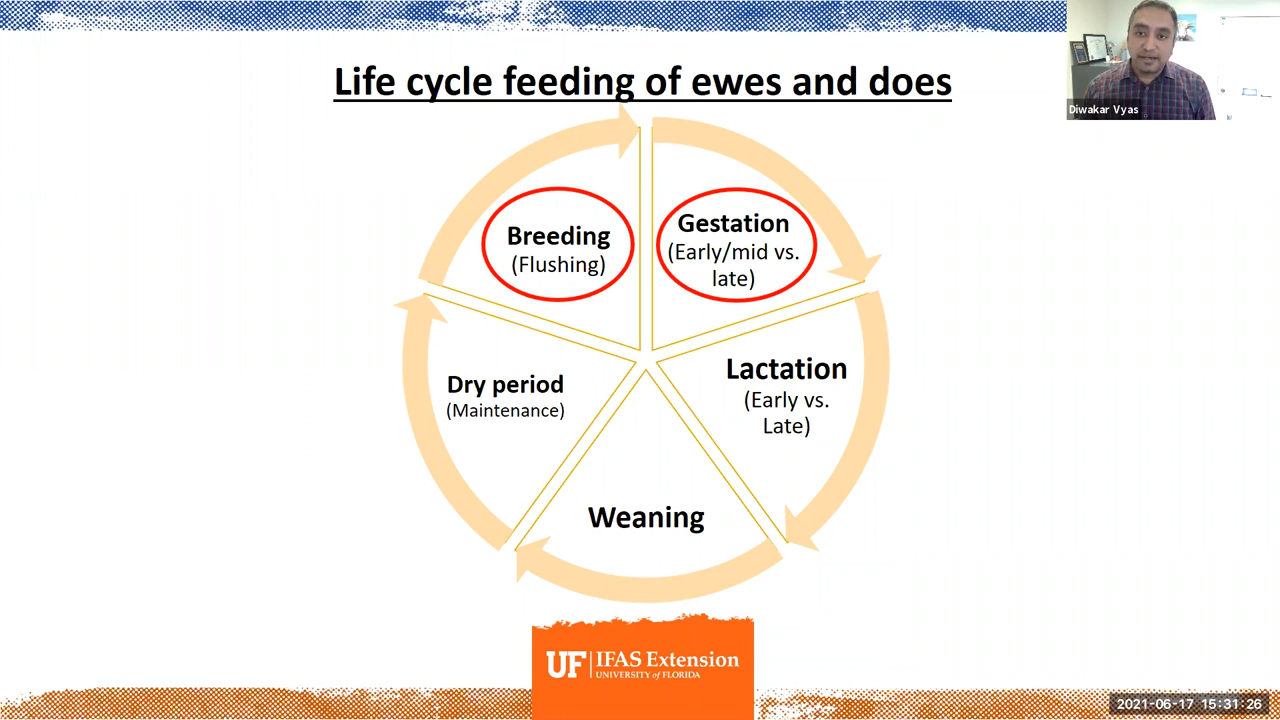 Life cycle feeding of ewes and does
Diwakar Vyas
Breeding
(Flushing)
Gestation
(Early/mid vs.
late)
Lactation
(Early vs.
Late)
Weaning
Dry period
(Maintenance)
UF
IFAS Extension
UNIVERSITY of FLORIDA
2021-06-17 15:31:26